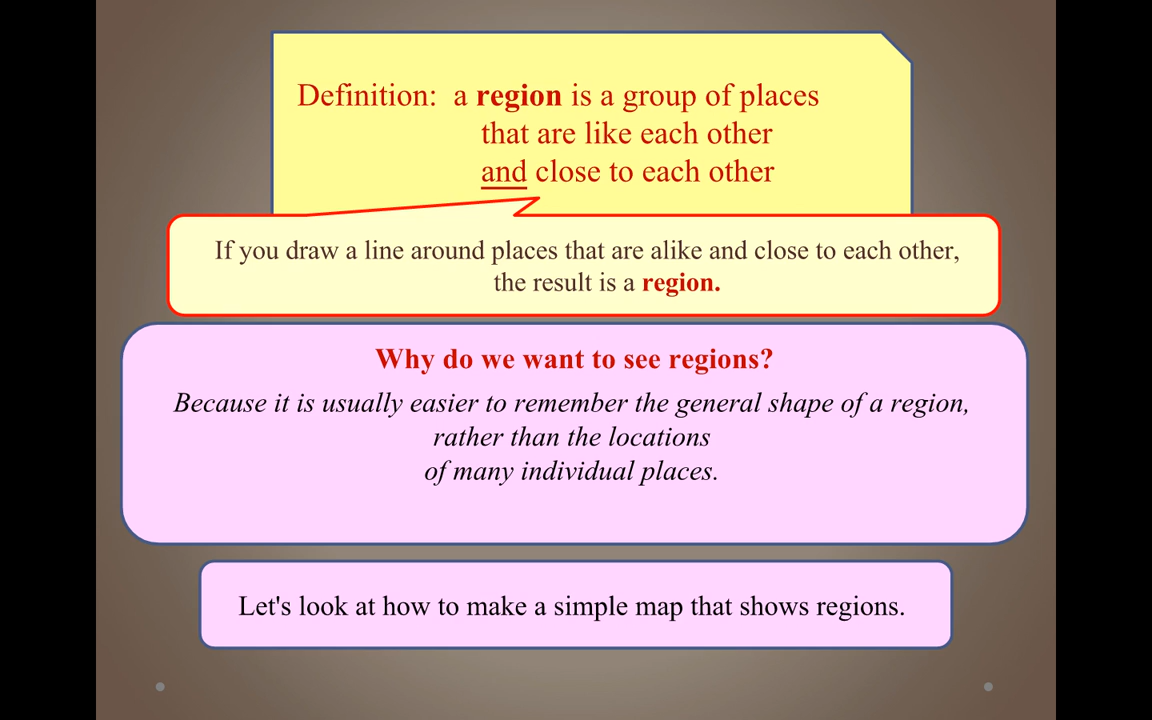 Definition: a region is a group of places
that are like each other
and close to each other
If you draw a line around places that are alike and close to each other,
the result is a region.
Why do we want to see regions?
Because it is usually easier to remember the general shape of a region,
rather than the locations
of many individual places.
Let's look at how to make a simple map that shows regions.